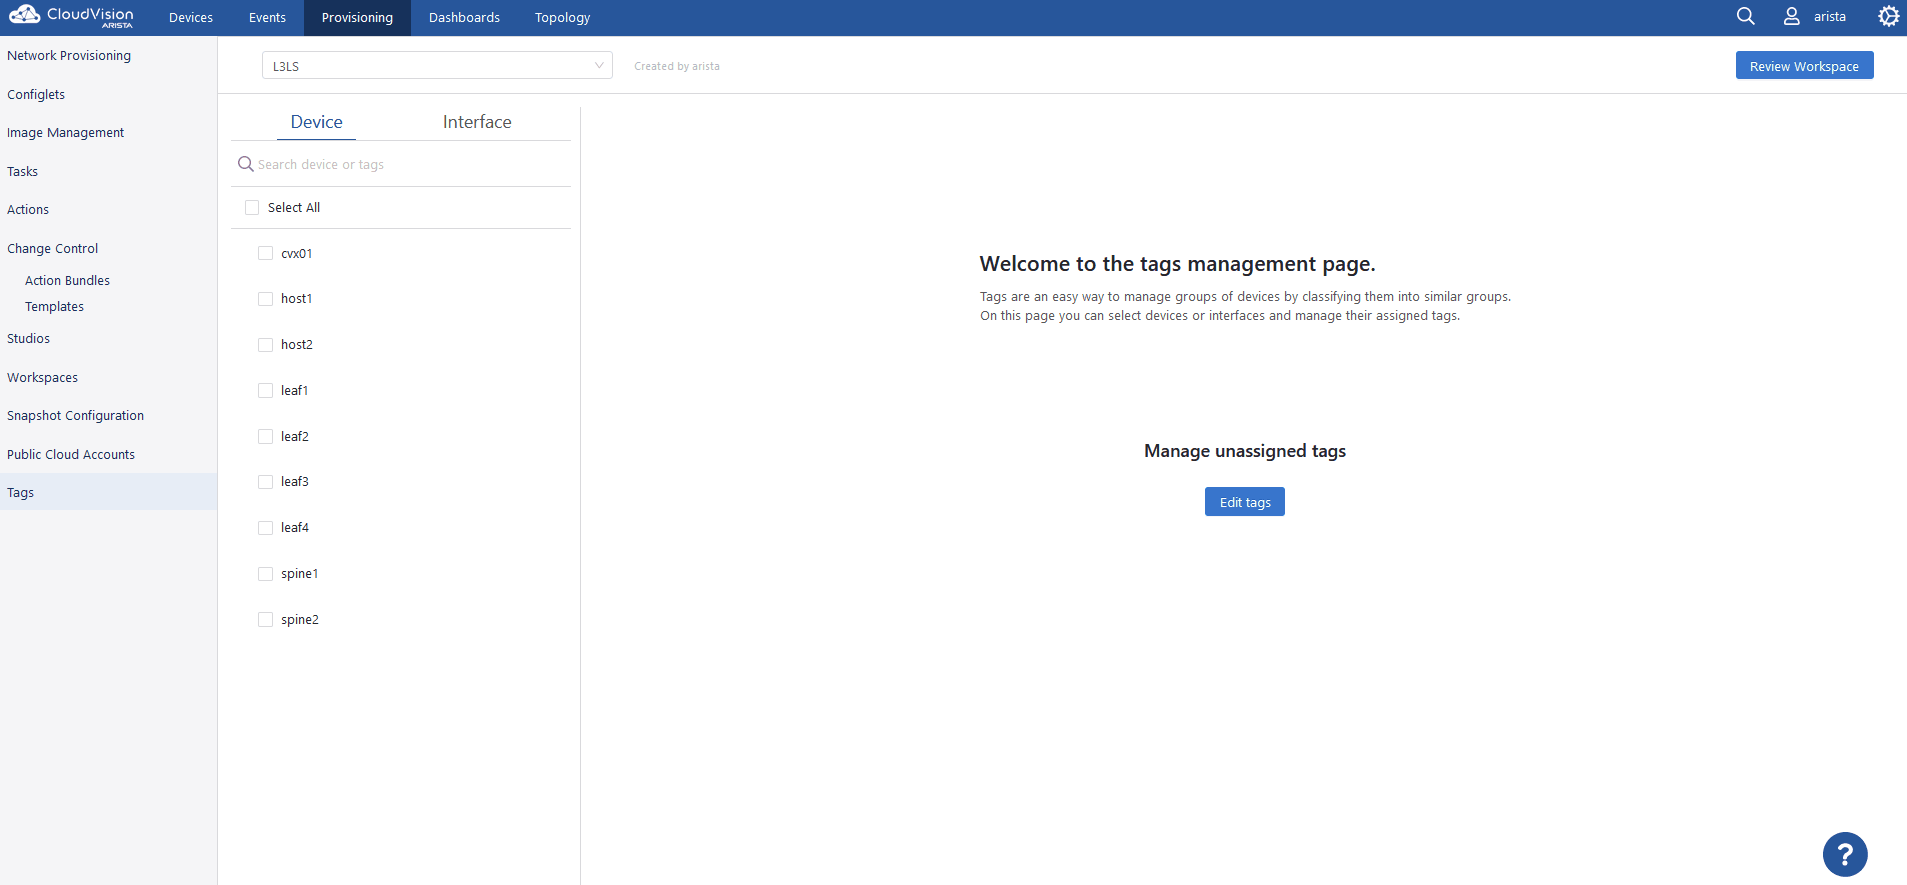 CloudVision
ARISTA
Devices
Events
Provisioning
Dashboards
Topology
arista
Network Provisioning
Configlets
Image Management
Tasks
Actions
Change Control
Action Bundles
Templates
Studios
Workspaces
Snapshot Configuration
Public Cloud Accounts
Tags
L3LS
Created by arista
Review Workspace
Device
Interface
Search device or tags
Select All
cvx01
host1
host2
leaf1
leaf2
leaf3
leaf4
spine1
spine2
Welcome to the tags management page.
Tags are an easy way to manage groups of devices by classifying them into similar groups.
On this page you can select devices or interfaces and manage their assigned tags.
Manage unassigned tags
Edit tags
?